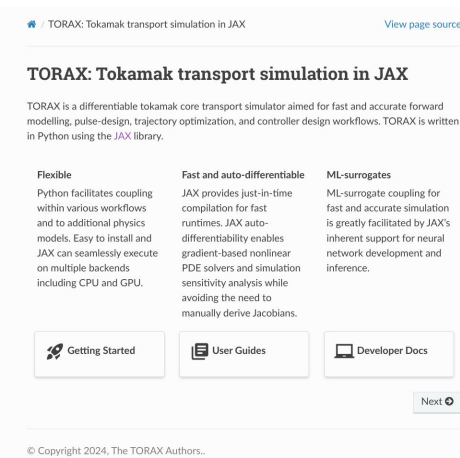 / TORAX: Tokamak transport simulation in JAX
View page source
TORAX: Tokamak transport simulation in JAX
TORAX is a differentiable tokamak core transport simulator aimed for fast and accurate forward
modelling, pulse-design, trajectory optimization, and controller design workflows. TORAX is written
in Python using the JAX library.
Flexible
Python facilitates coupling
within various workflows
and to additional physics
models. Easy to install and
JAX can seamlessly execute
on multiple backends
including CPU and GPU.
Fast and auto-differentiable
JAX provides just-in-time
compilation for fast
runtimes. JAX auto-
differentiability enables
gradient-based nonlinear
PDE solvers and simulation
sensitivity analysis while
avoiding the need to
manually derive Jacobians.
ML-surrogates
ML-surrogate coupling for
fast and accurate simulation
is greatly facilitated by JAX's
inherent support for neural
network development and
inference.
Getting Started
User Guides
Developer Docs
Next
© Copyright 2024, The TORAX Authors..